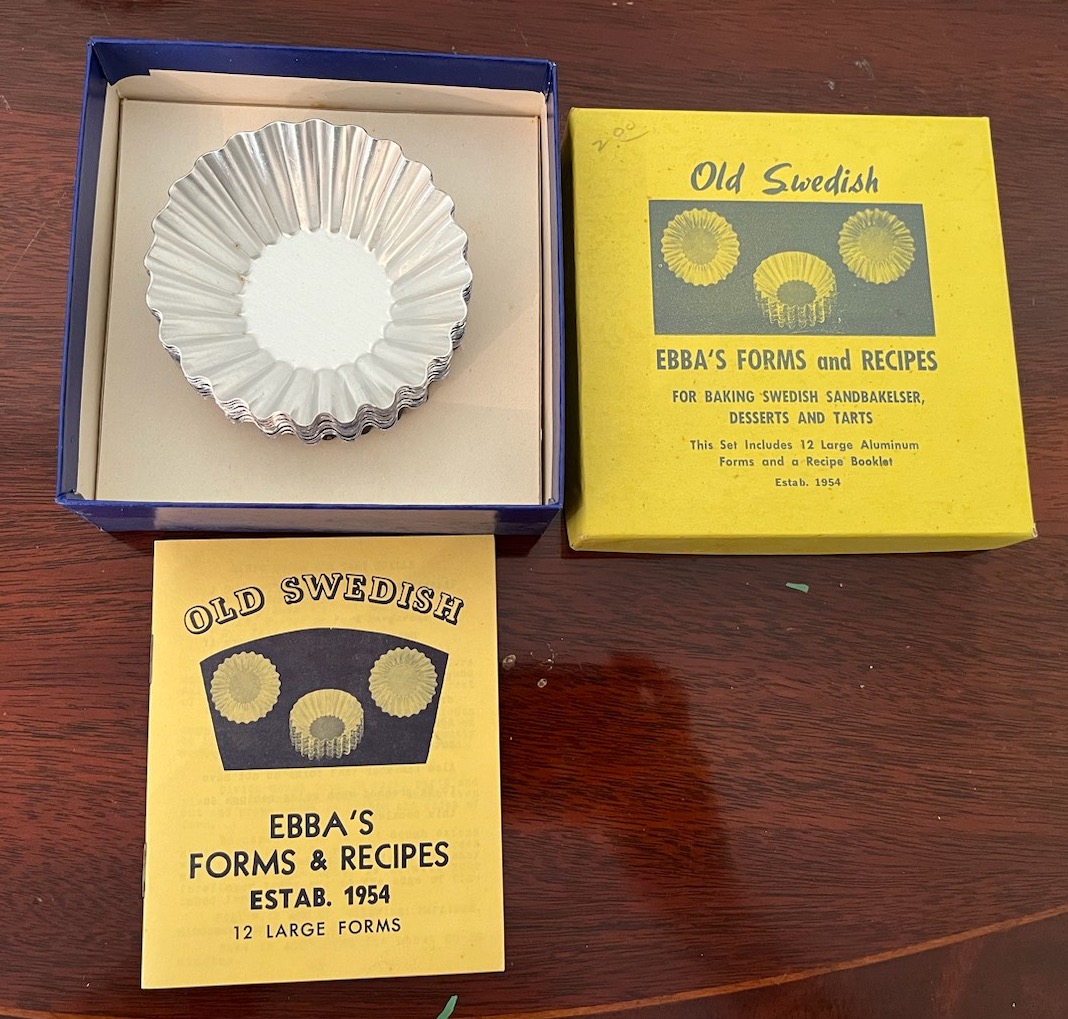 2.00
Old Swedish
EBBA'S FORMS and RECIPES
FOR BAKING SWEDISH SANDBAKELSER,
DESSERTS AND TARTS
This Set Includes 12 Large Aluminum
Forms and a Recipe Booklet
Estab. 1954
OLD SWEDISH
EBBA'S
FORMS & RECIPES
ESTAB. 1954
12 LARGE FORMS